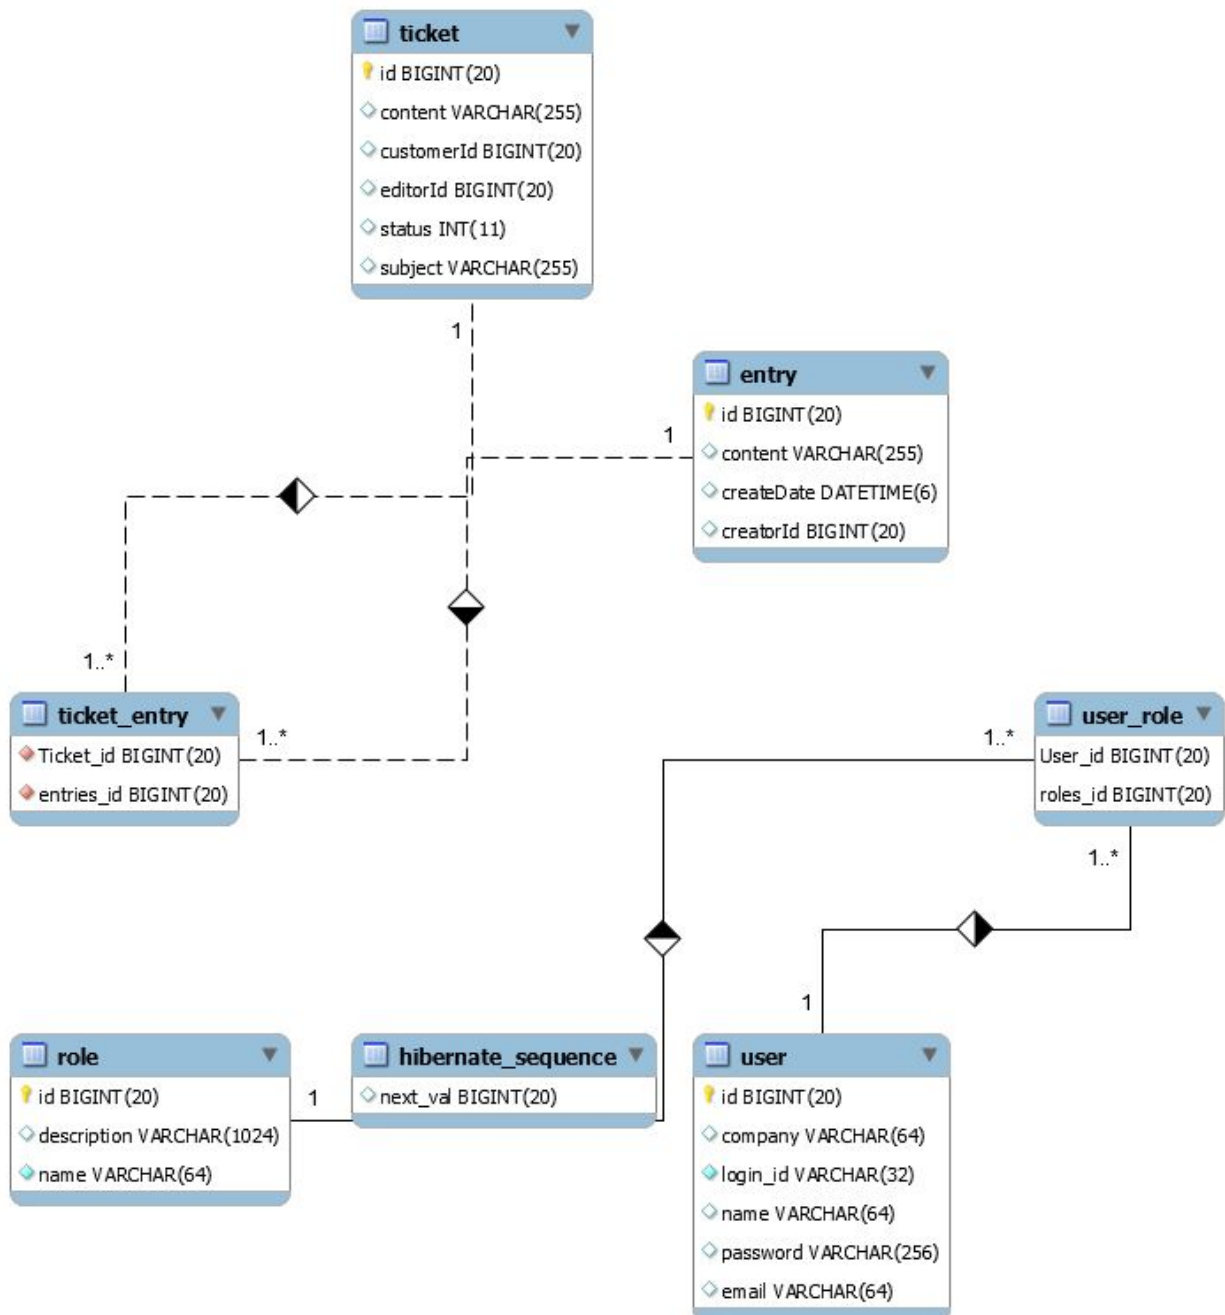 ticket
id BIGINT(20)
content VARCHAR(255)
customerId BIGINT(20)
editorId BIGINT(20)
status INT(11)
subject VARCHAR(255)
1
entry
id BIGINT(20)
content VARCHAR(255)
createDate DATETIME(6)
creatorId BIGINT(20)
1
1..*
ticket_entry
Ticket_id BIGINT(20)
entries_id BIGINT(20)
1..*
1..*
user_role
User_id BIGINT(20)
roles_id BIGINT(20)
1..*
1
role
id BIGINT(20)
description VARCHAR(1024)
name VARCHAR(64)
1
hibernate_sequence
next_val BIGINT(20)
user
id BIGINT(20)
company VARCHAR(64)
login_id VARCHAR(32)
name VARCHAR(64)
password VARCHAR(256)
email VARCHAR(64)